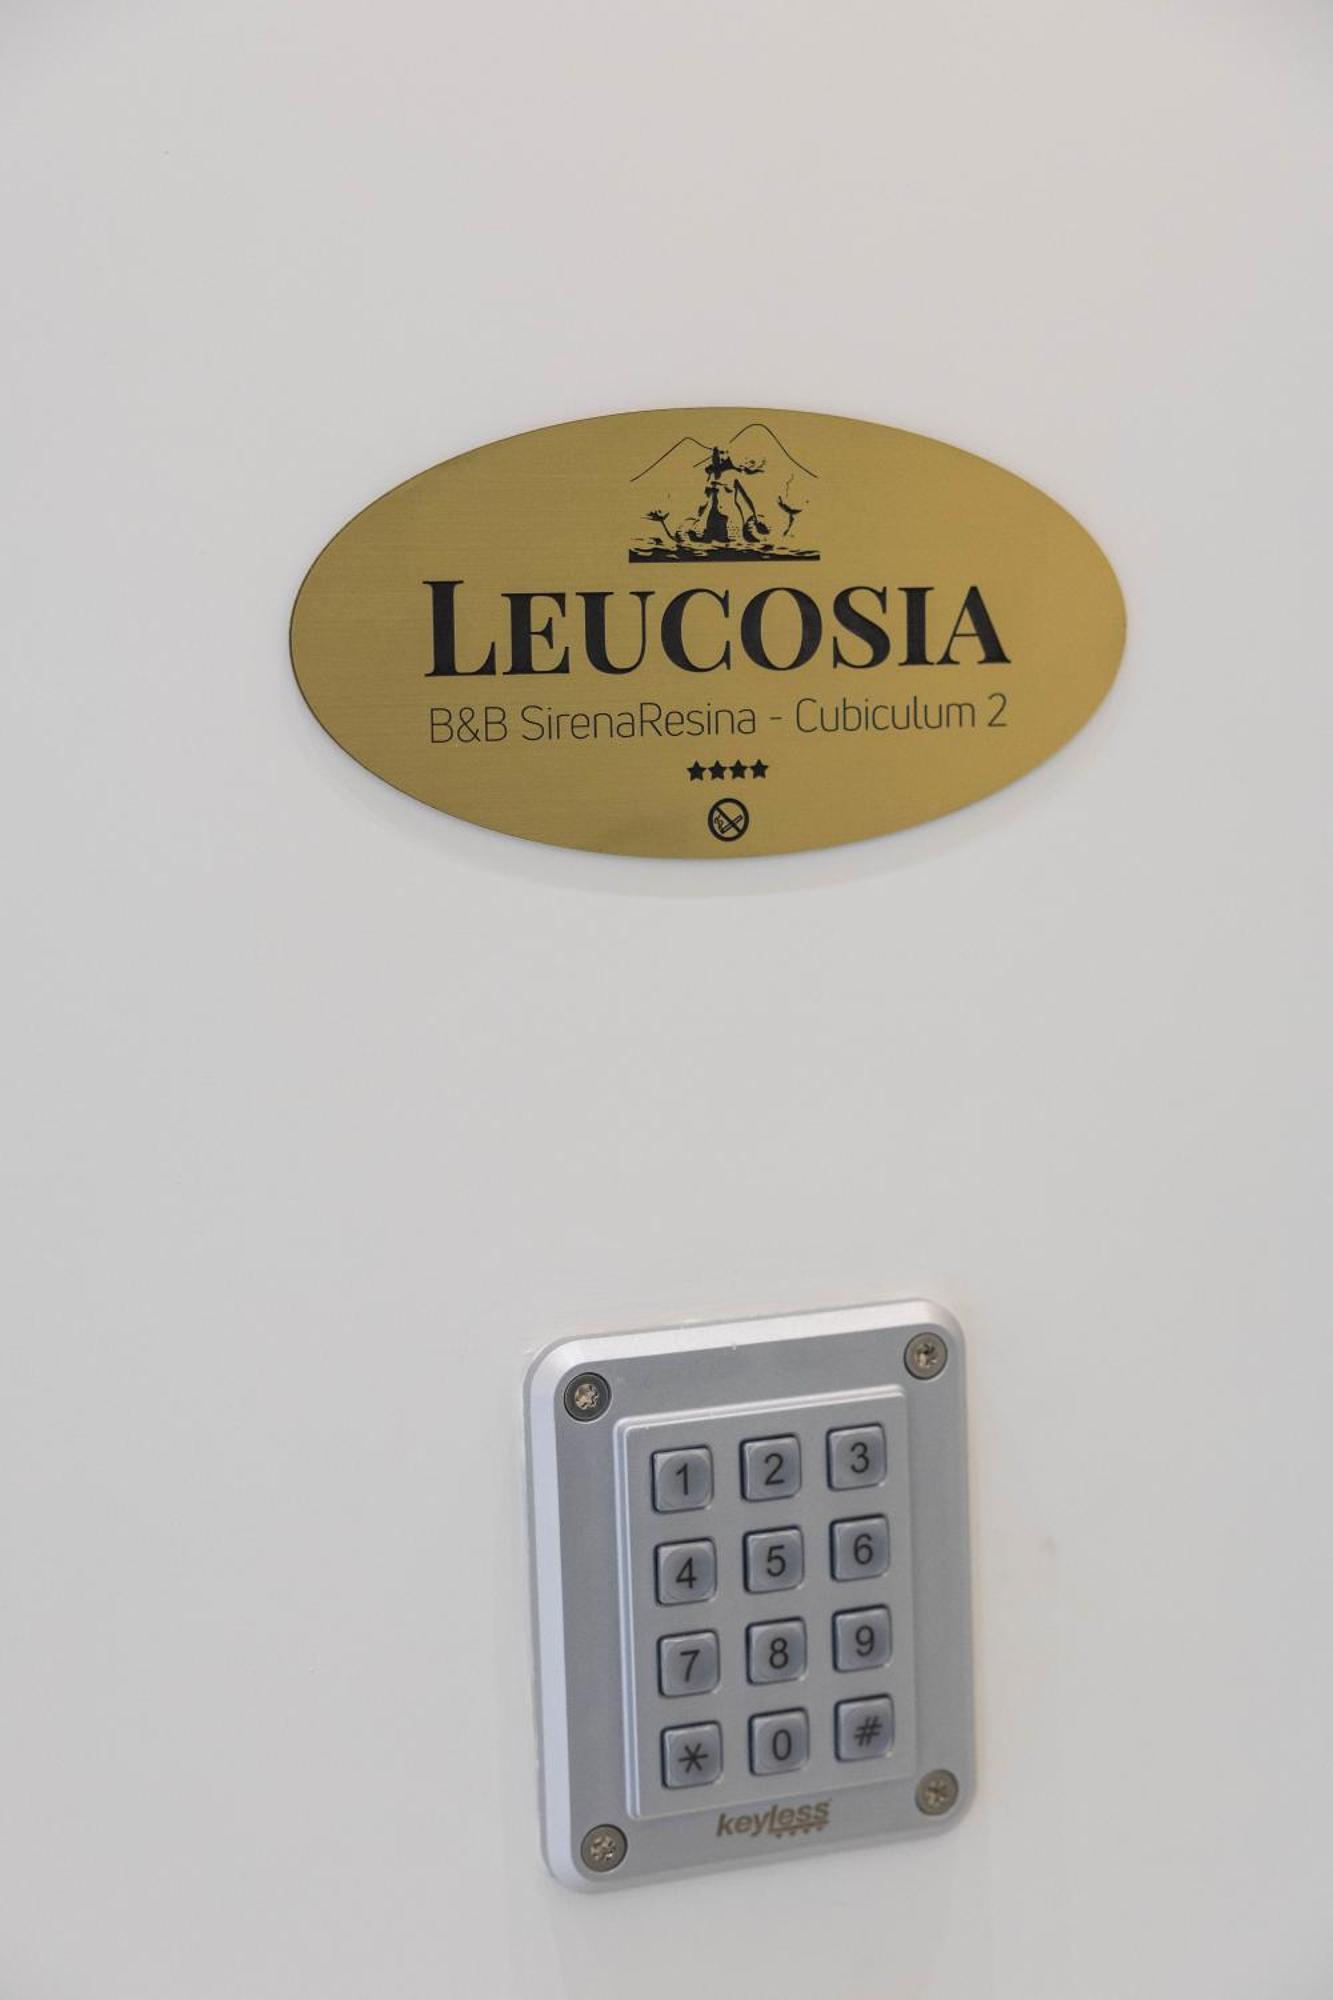 LEUCOSIA
B&B SirenaResina - Cubiculum 2
1 2 3
4 5 6
7 8 9
* 0 #
keyless